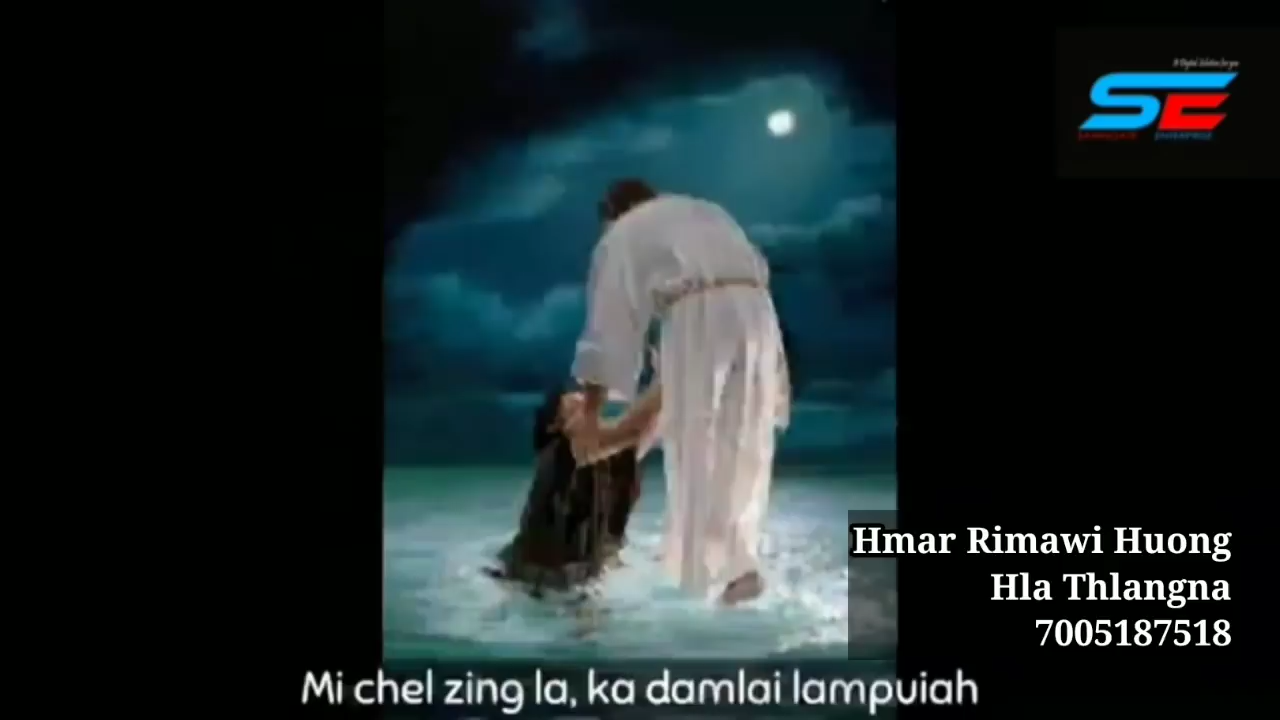 SE
Hmar Rimawi Huong
Hla Thlangna
7005187518
Mi chel zing la, ka damlai lampuiah